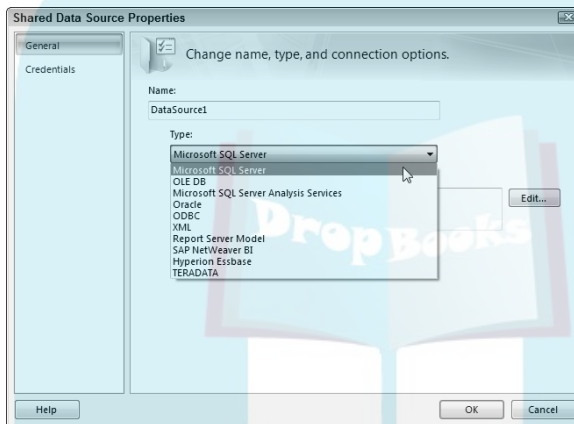 Shared Data Source Properties
General
Credentials
Change name, type, and connection options.
Name:
DataSource1
Type:
Microsoft SQL Server
Microsoft SQL Server
OLE DB
Microsoft SQL Server Analysis Services
Oracle
ODBC
XML
Report Server Model
SAP NetWeaver BI
Hyperion Essbase
TERADATA
Edit...
Drop Books
Help
OK
Cancel